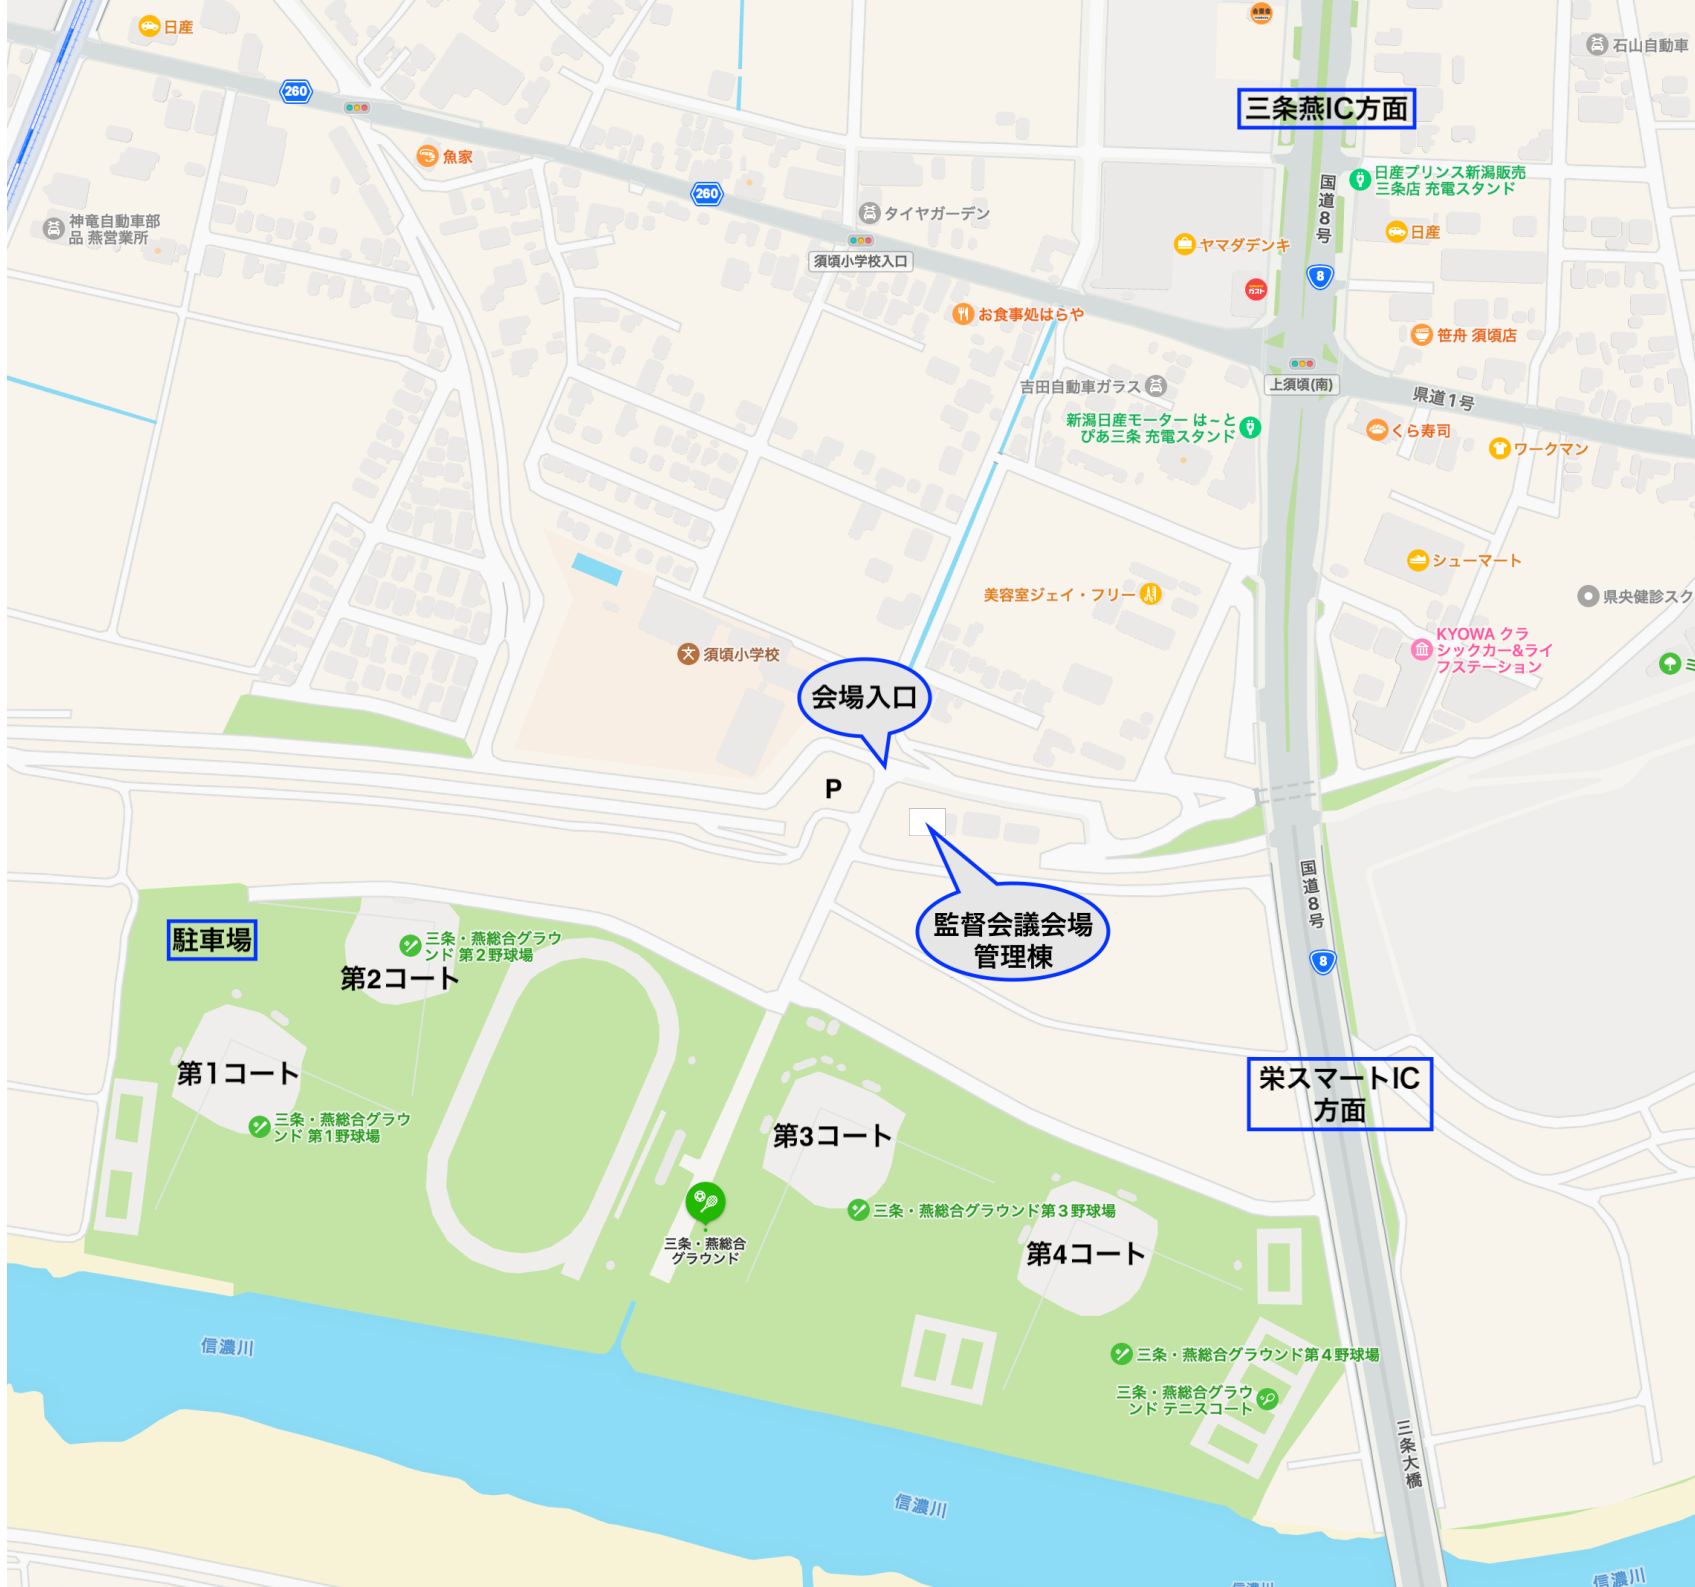 日産
260
石山自動車
三条燕IC方面
魚家
日産プリンス新潟販売
三条店 充電スタンド
国道8号
260
神竜自動車部
品 燕営業所
タイヤガーデン
日産
ヤマダデンキ
須頃小学校入口
8
ガスト
お食事処はらや
笹舟 須頃店
吉田自動車ガラス
上須頃(南)
県道1号
新潟日産モーター は~と
ぴあ三条 充電スタンド
くら寿司
ワークマン
シューマート
美容室ジェイ・フリー
県央健診スク
KYOWA クラ
シックカー&ライ
フステーション
文
須頃小学校
ミ
会場入口
P
国道8号
監督会議会場
管理棟
駐車場
三条・燕総合グラウ
ンド 第2野球場
第2コート
8
第1コート
三条・燕総合グラウ
ンド 第1野球場
栄スマートIC
方面
第3コート
三条・燕総合グラウンド第3野球場
三条・燕総合
グラウンド
第4コート
信濃川
三条・燕総合グラウンド第4野球場
三条・燕総合グラウ
ンド テニスコート
三条大橋
信濃川
信濃川
信濃川